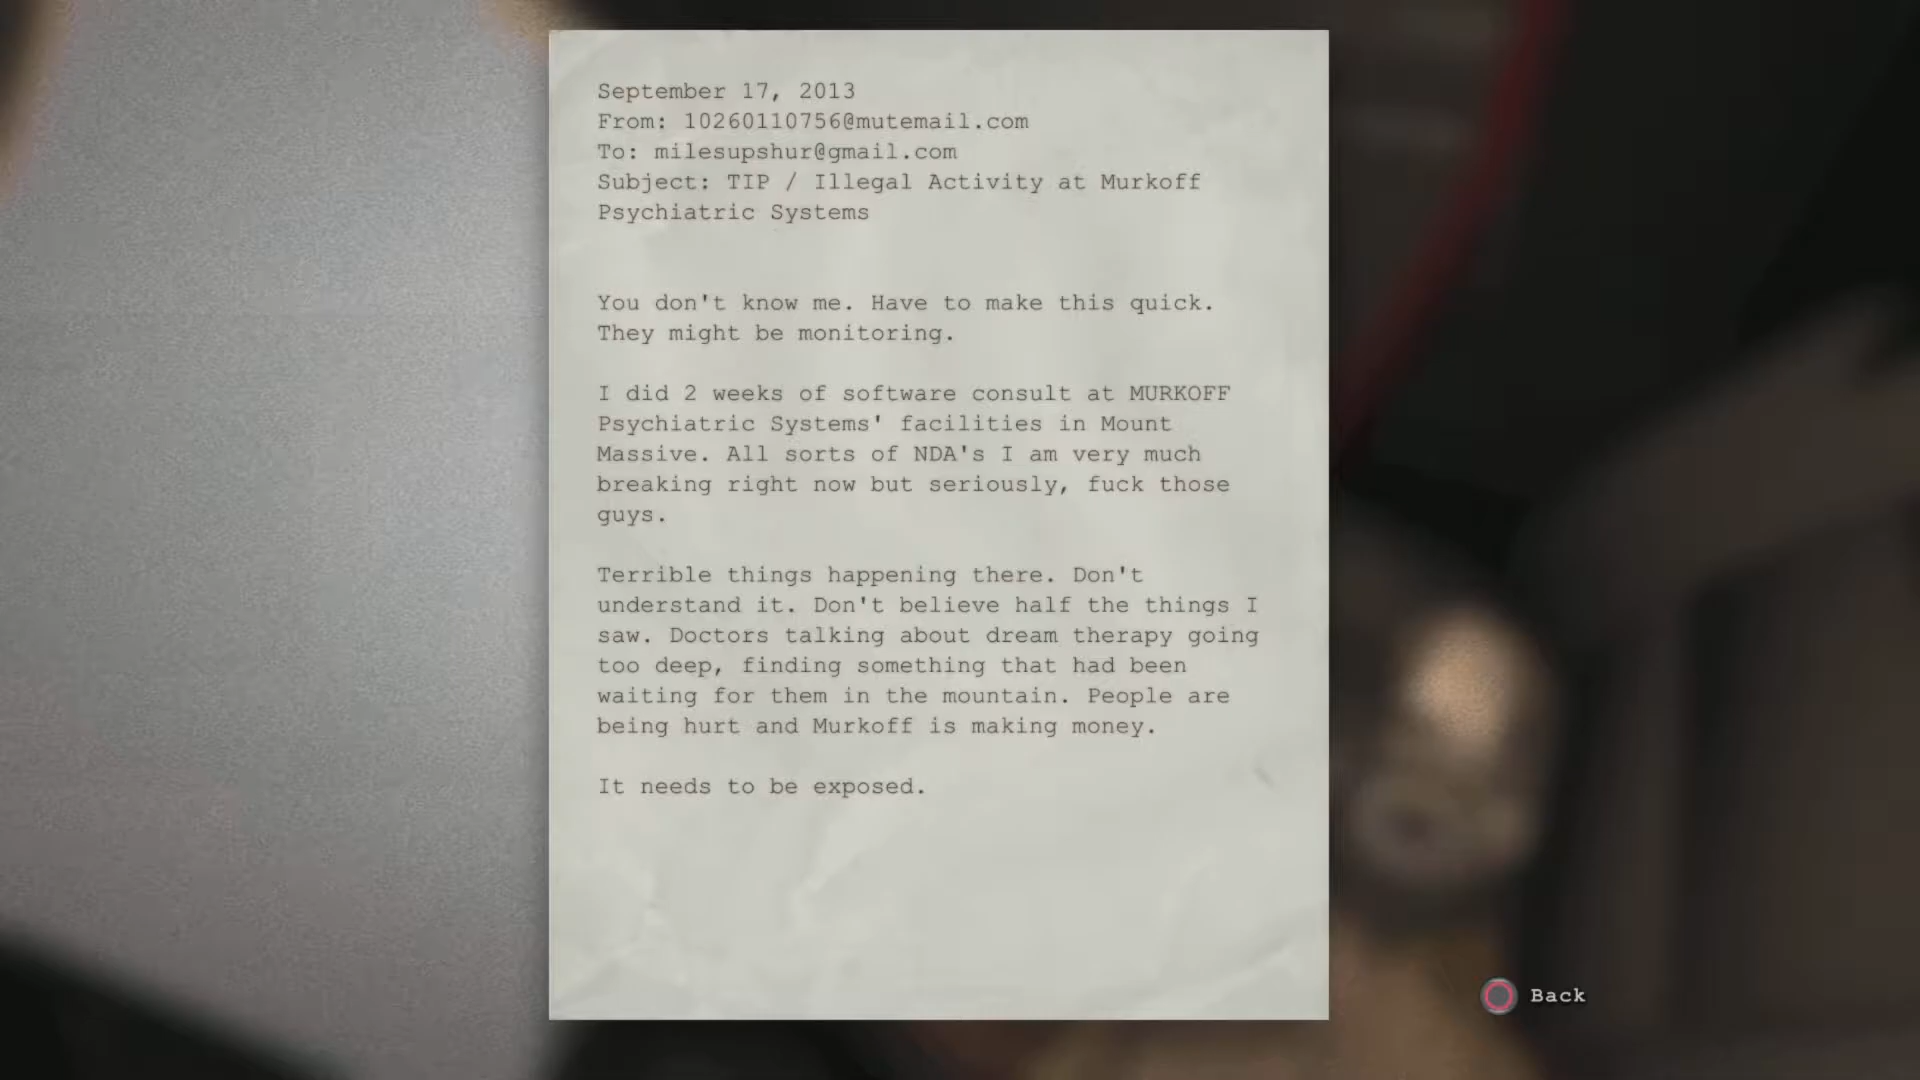 September 17, 2013
From: 10260110756@mutemail.com
To: milesupshur@gmail.com
Subject: TIP / Illegal Activity at Murkoff
Psychiatric Systems
You don't know me. Have to make this quick.
They might be monitoring.
I did 2 weeks of software consult at MURKOFF
Psychiatric Systems' facilities in Mount
Massive. All sorts of NDA's I am very much
breaking right now but seriously, fuck those
guys.
Terrible things happening there. Don't
understand it. Don't believe half the things I
saw. Doctors talking about dream therapy going
too deep, finding something that had been
waiting for them in the mountain. People are
being hurt and Murkoff is making money.
It needs to be exposed.
Back